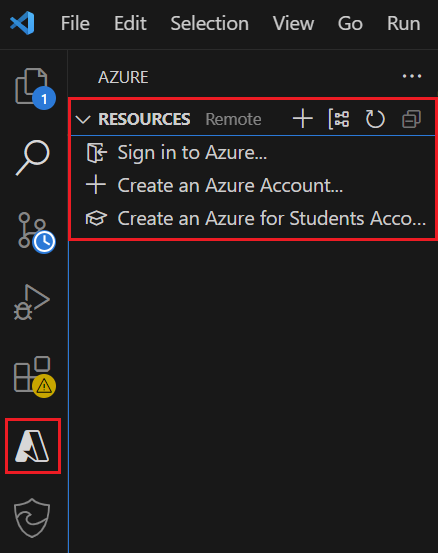 File Edit Selection View Go Run
AZURE
RESOURCES Remote
Sign in to Azure...
Create an Azure Account...
Create an Azure for Students Acco...
1